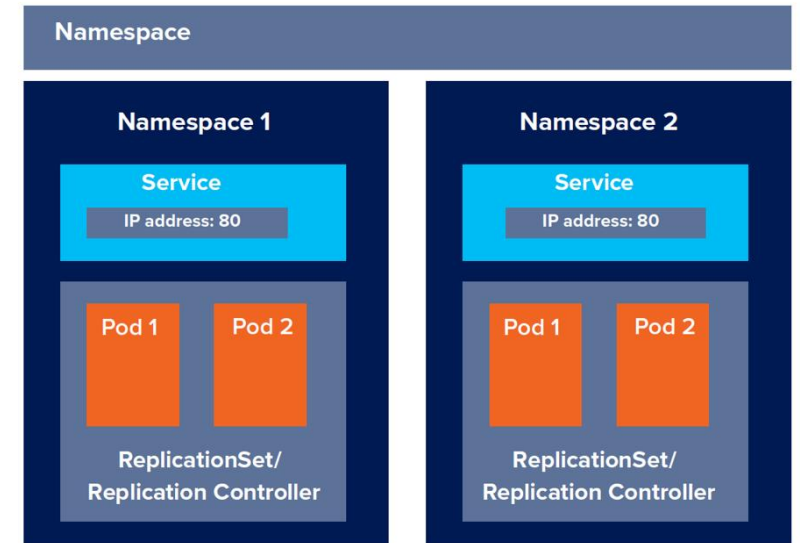 Namespace
Namespace 1
Service
IP address: 80
Pod 1
Pod 2
ReplicationSet/
Replication Controller
Namespace 2
Service
IP address: 80
Pod 1
Pod 2
ReplicationSet/
Replication Controller